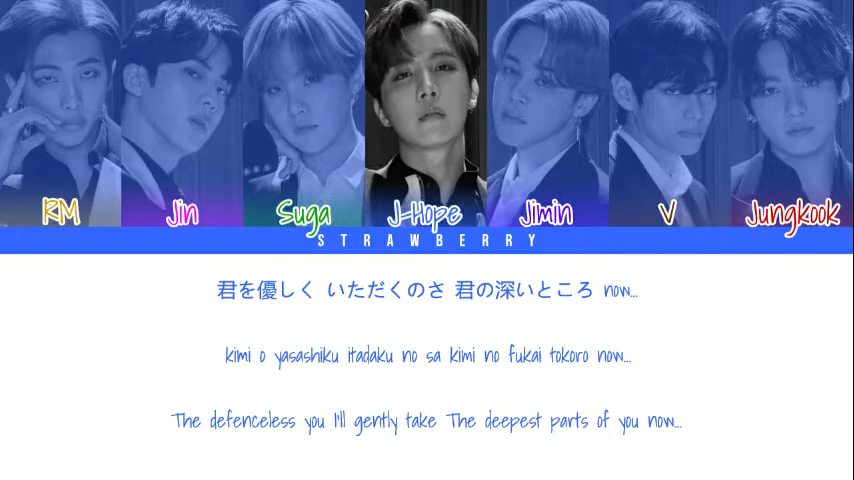 RM Jin Suga J-Hope Jimin V Jungkook
STRAWBERRY
君を優しく いただくのさ 君の深いところ now...
kimi o yasashiku itadaku no sa kimi no fukai tokoro now...
The defenceless you I'll gently take The deepest parts of you now...